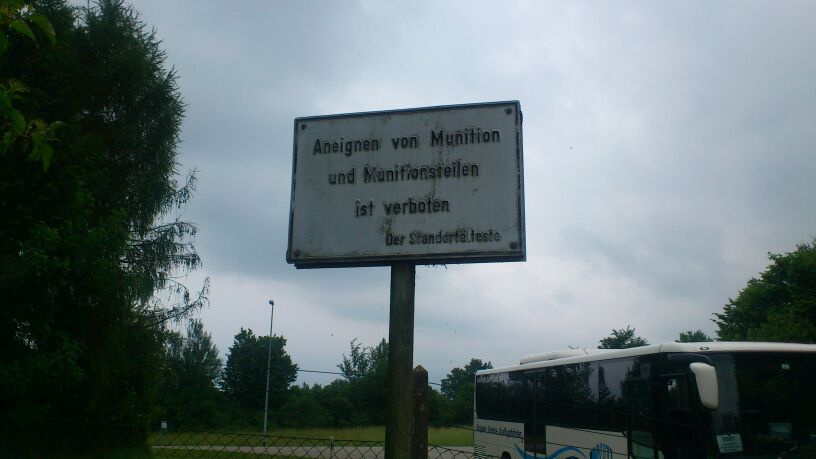 Aneignen von Munition
und Munitionsteilen
ist verboten
Der Standortälteste